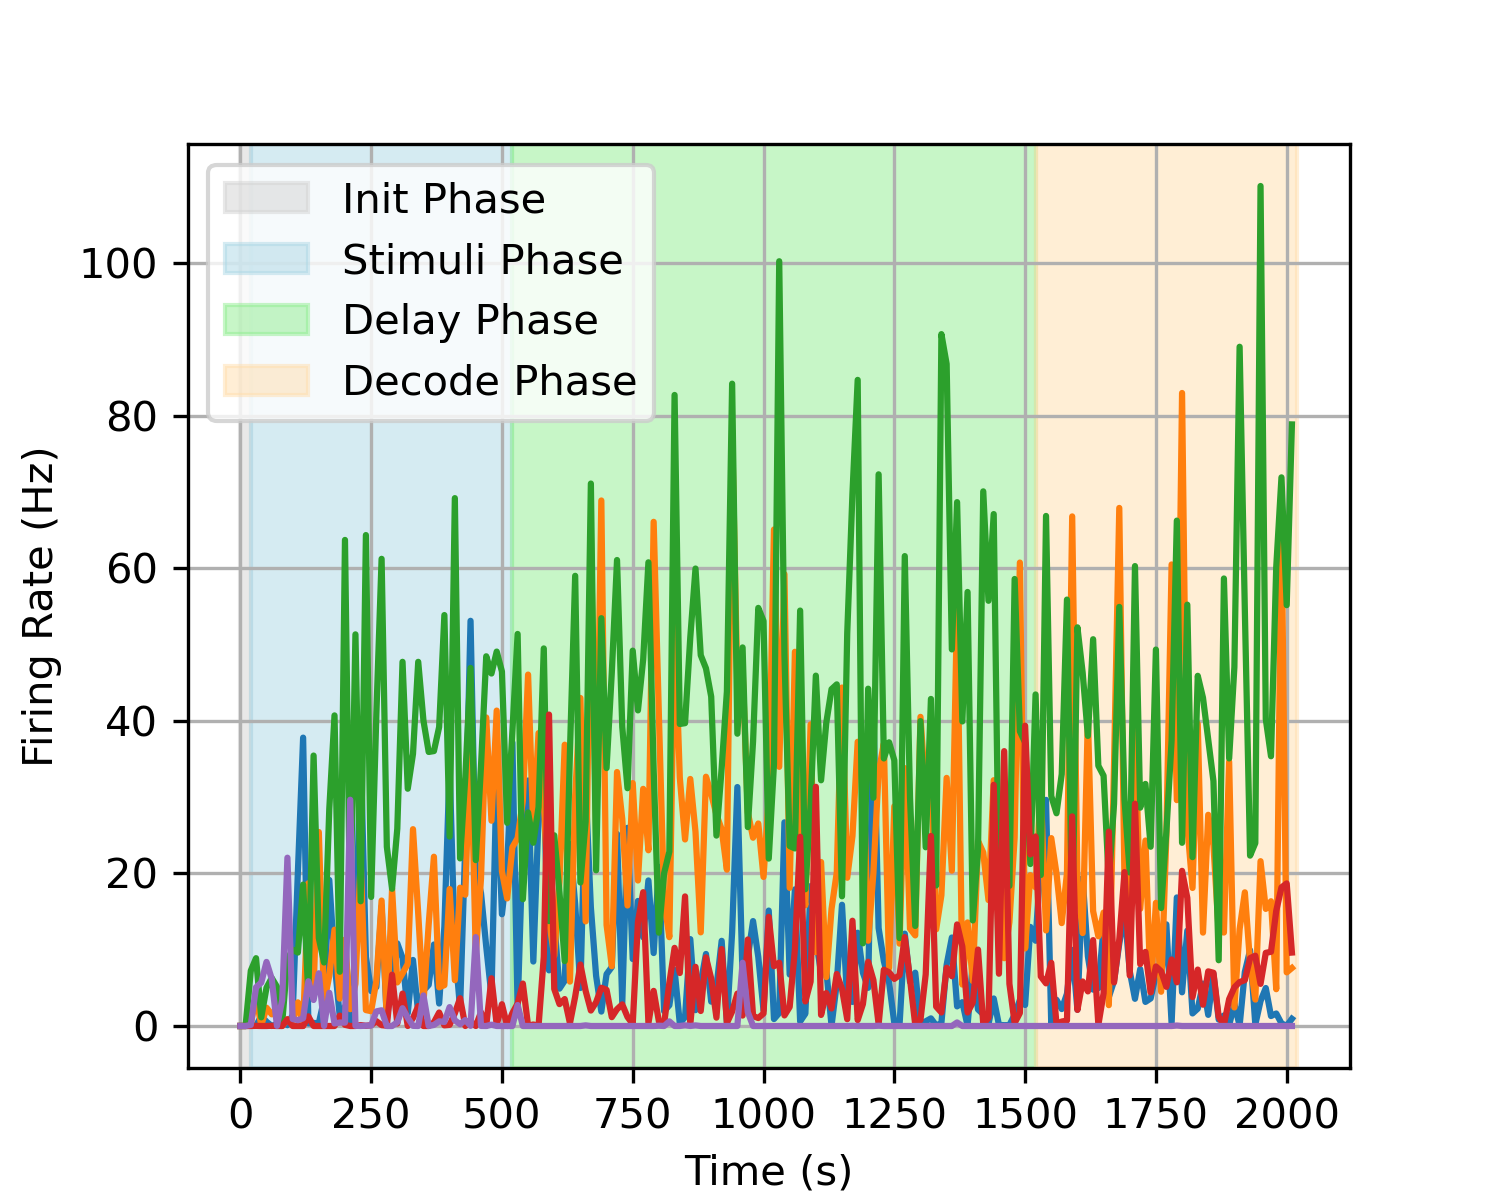 Init Phase
Stimuli Phase
Delay Phase
Decode Phase
100
80
60
40
20
0
Firing Rate (Hz)
0 250 500 750 1000 1250 1500 1750 2000
Time (s)